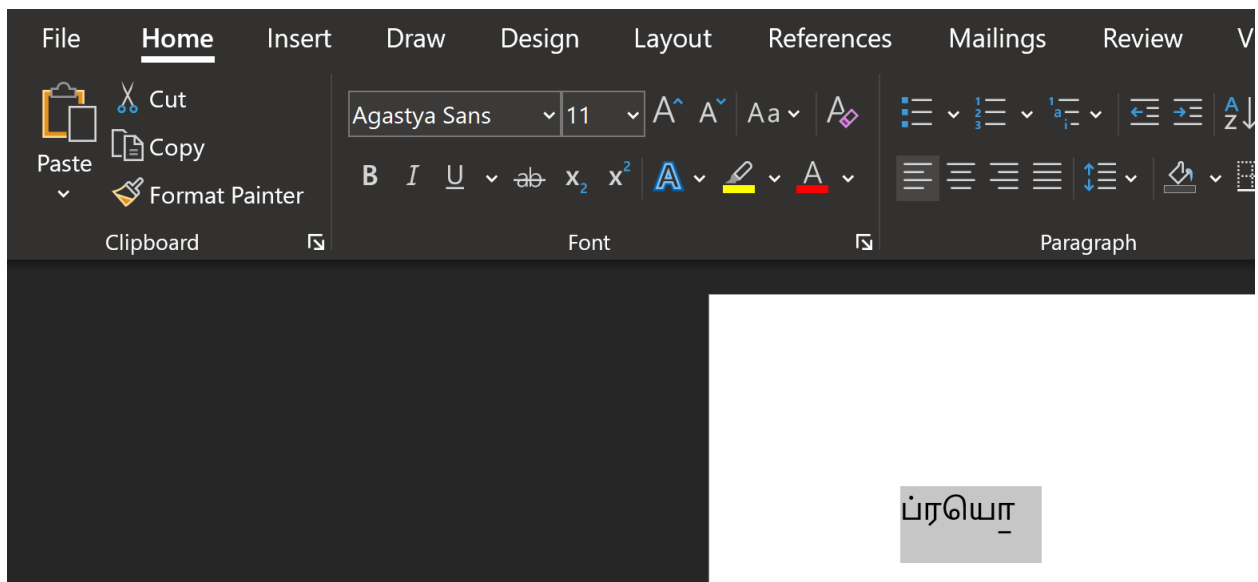 File Home Insert Draw Design Layout References Mailings Review V
Cut
Copy
Format Painter
Paste
Agastya Sans 11 A A Aa A
B I U ab x₂ x² A A
Clipboard Font Paragraph
ப்ரயொ॒